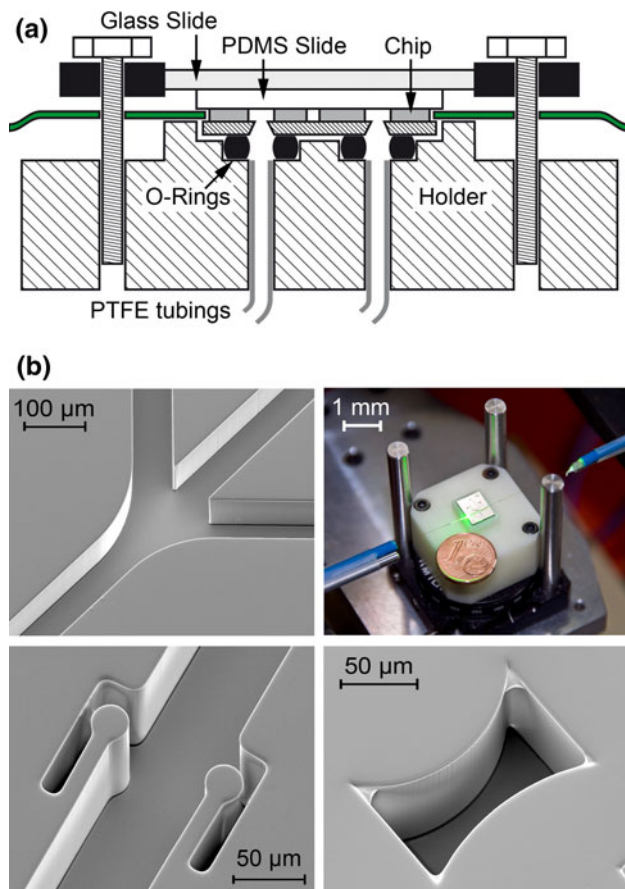 (a)
Glass Slide
PDMS Slide
Chip
O-Rings
Holder
PTFE tubings
(b)
100 µm
1 mm
50 µm
50 µm